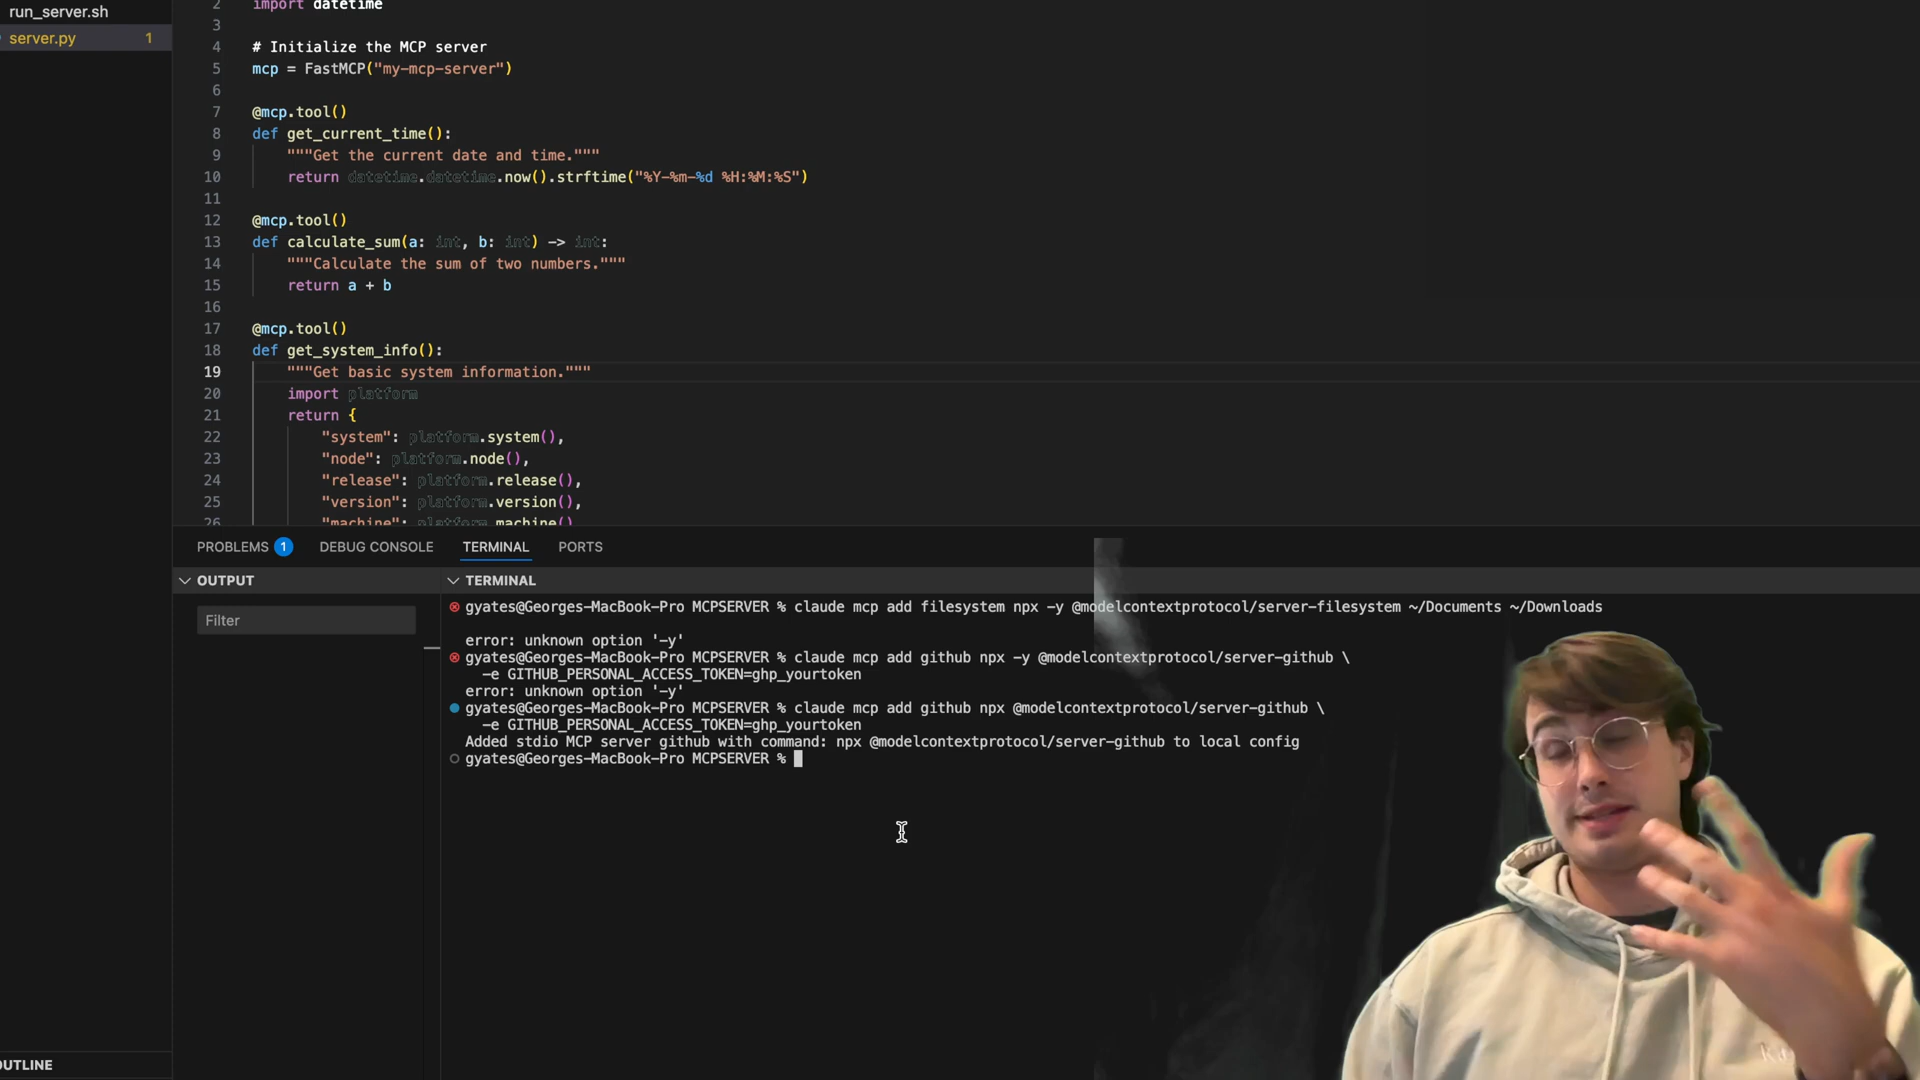 run_server.sh
server.py 1
2 import datetime
3
4 # Initialize the MCP server
5 mcp = FastMCP("my-mcp-server")
6
7 @mcp.tool()
8 def get_current_time():
9 """Get the current date and time."""
10 return datetime.datetime.now().strftime("%Y-%m-%d %H:%M:%S")
11
12 @mcp.tool()
13 def calculate_sum(a: int, b: int) -> int:
14 """Calculate the sum of two numbers."""
15 return a + b
16
17 @mcp.tool()
18 def get_system_info():
19 """Get basic system information."""
20 import platform
21 return {
22 "system": platform.system(),
23 "node": platform.node(),
24 "release": platform.release(),
25 "version": platform.version(),
26 "machine": platform.machine()
PROBLEMS 1 DEBUG CONSOLE TERMINAL PORTS
OUTPUT
Filter
TERMINAL
gyates@Georges-MacBook-Pro MCPSERVER % claude mcp add filesystem npx -y @modelcontextprotocol/server-filesystem ~/Documents ~/Downloads
error: unknown option '-y'
gyates@Georges-MacBook-Pro MCPSERVER % claude mcp add github npx -y @modelcontextprotocol/server-github \
-e GITHUB_PERSONAL_ACCESS_TOKEN=ghp_yourtoken
error: unknown option '-y'
gyates@Georges-MacBook-Pro MCPSERVER % claude mcp add github npx @modelcontextprotocol/server-github \
-e GITHUB_PERSONAL_ACCESS_TOKEN=ghp_yourtoken
Added stdio MCP server github with command: npx @modelcontextprotocol/server-github to local config
gyates@Georges-MacBook-Pro MCPSERVER %
OUTLINE